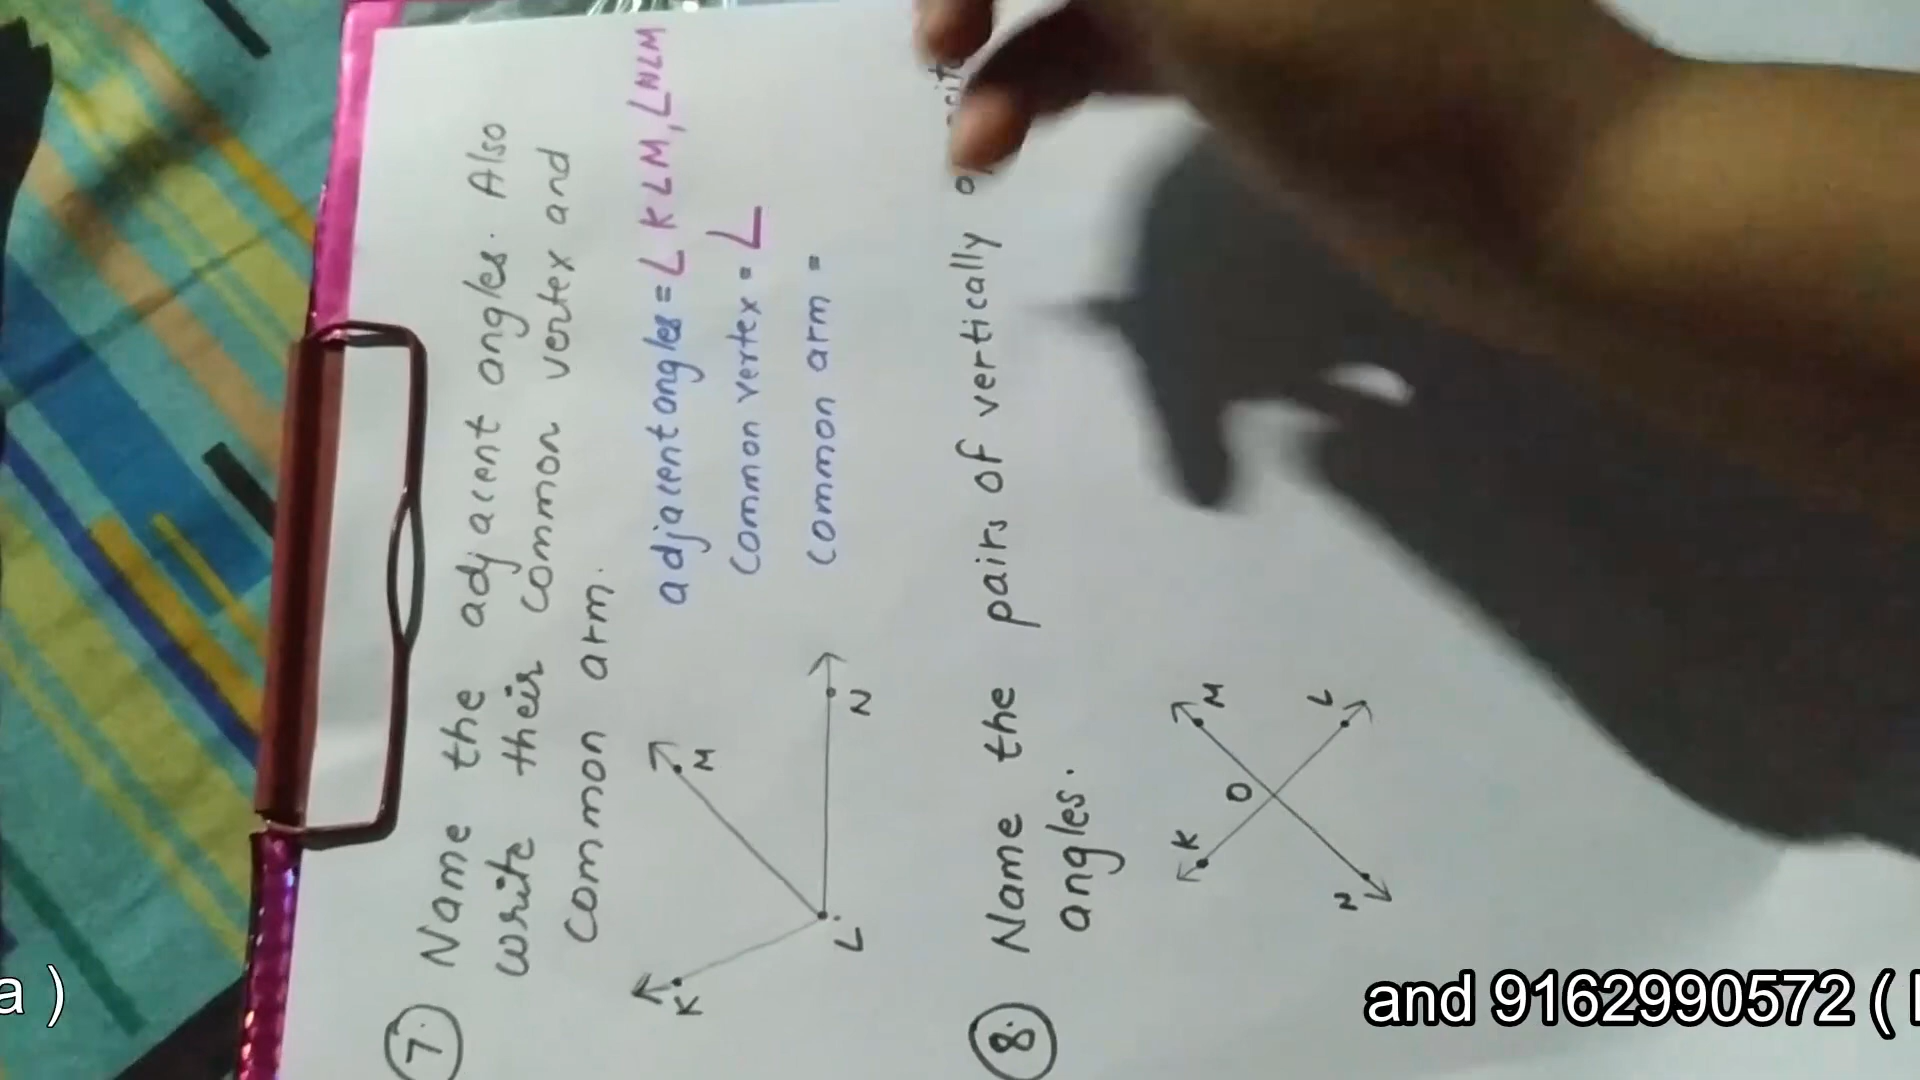 7. Name the adjacent angles. Also
write their common vertex and
common arm.
adjacent angles = ∠KLM, ∠NLM
common vertex = L
common arm =
K
M
L
N
8. Name the pairs of vertically
angles.
K
M
O
N
L
a )
and 9162990572 (